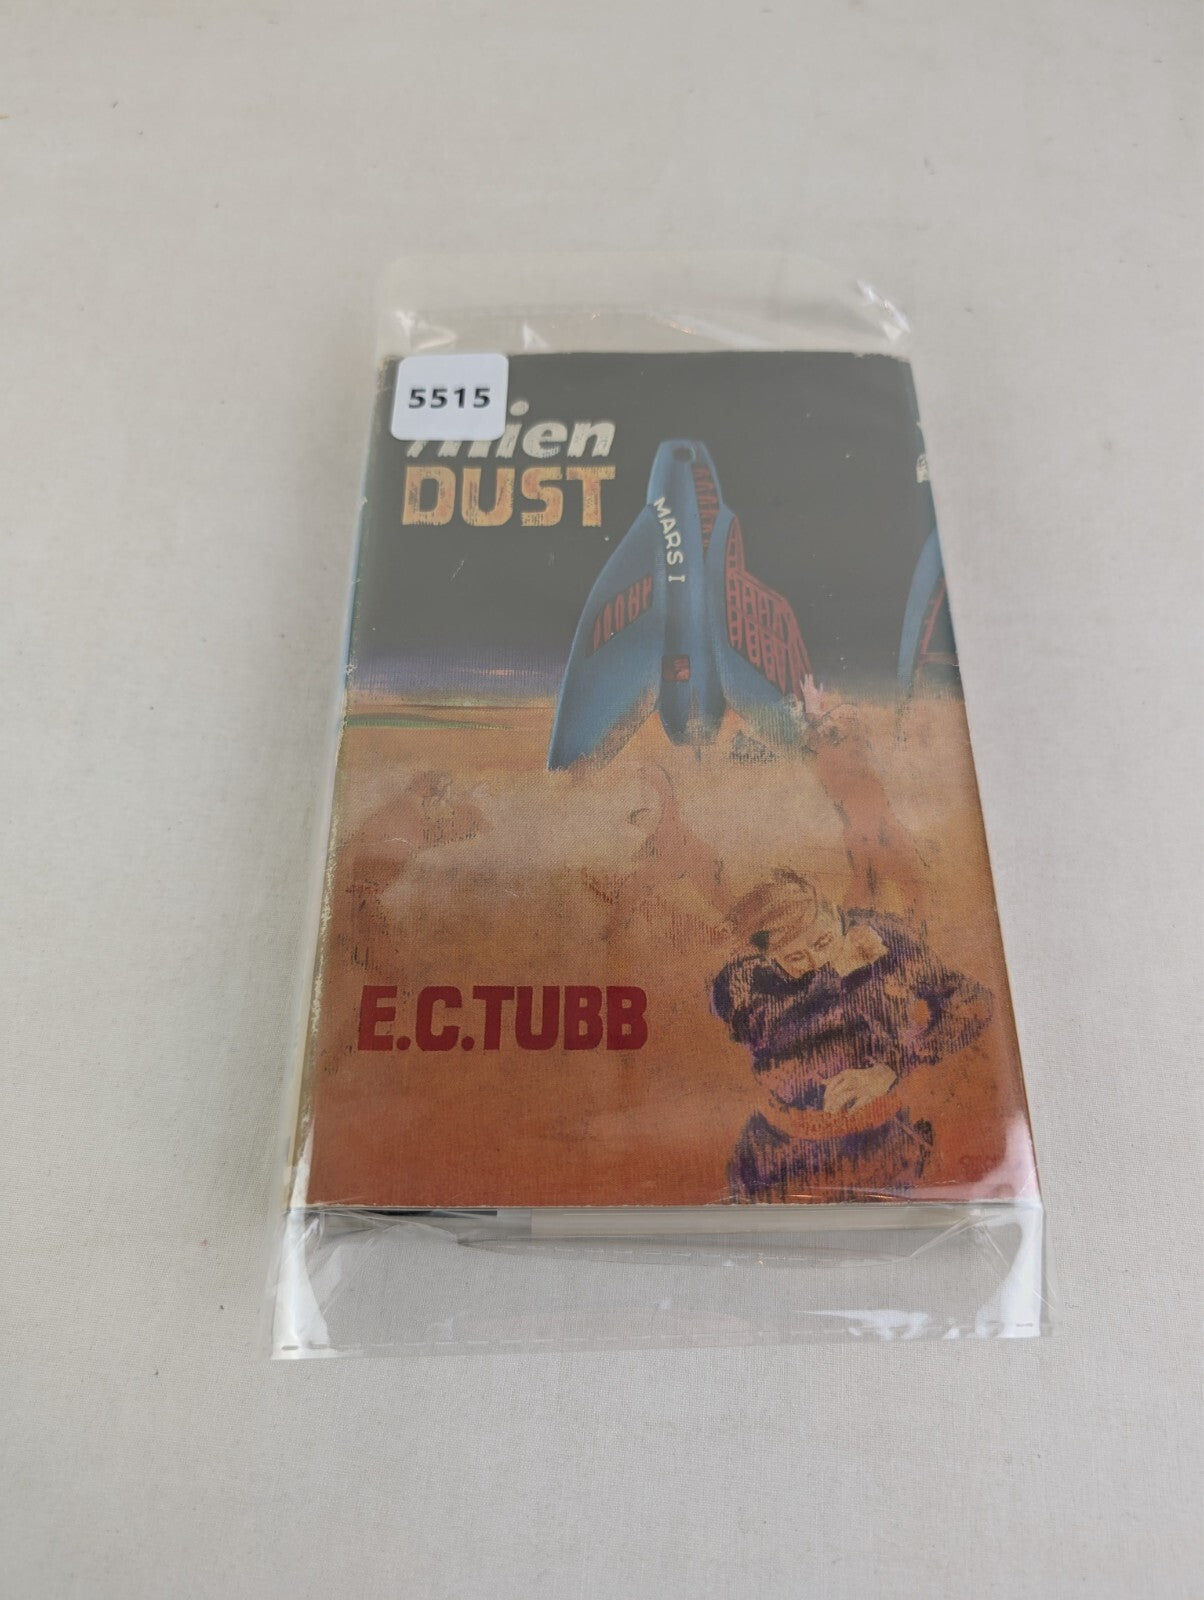 5515
Alien
DUST
MARS I
E.C.TUBB